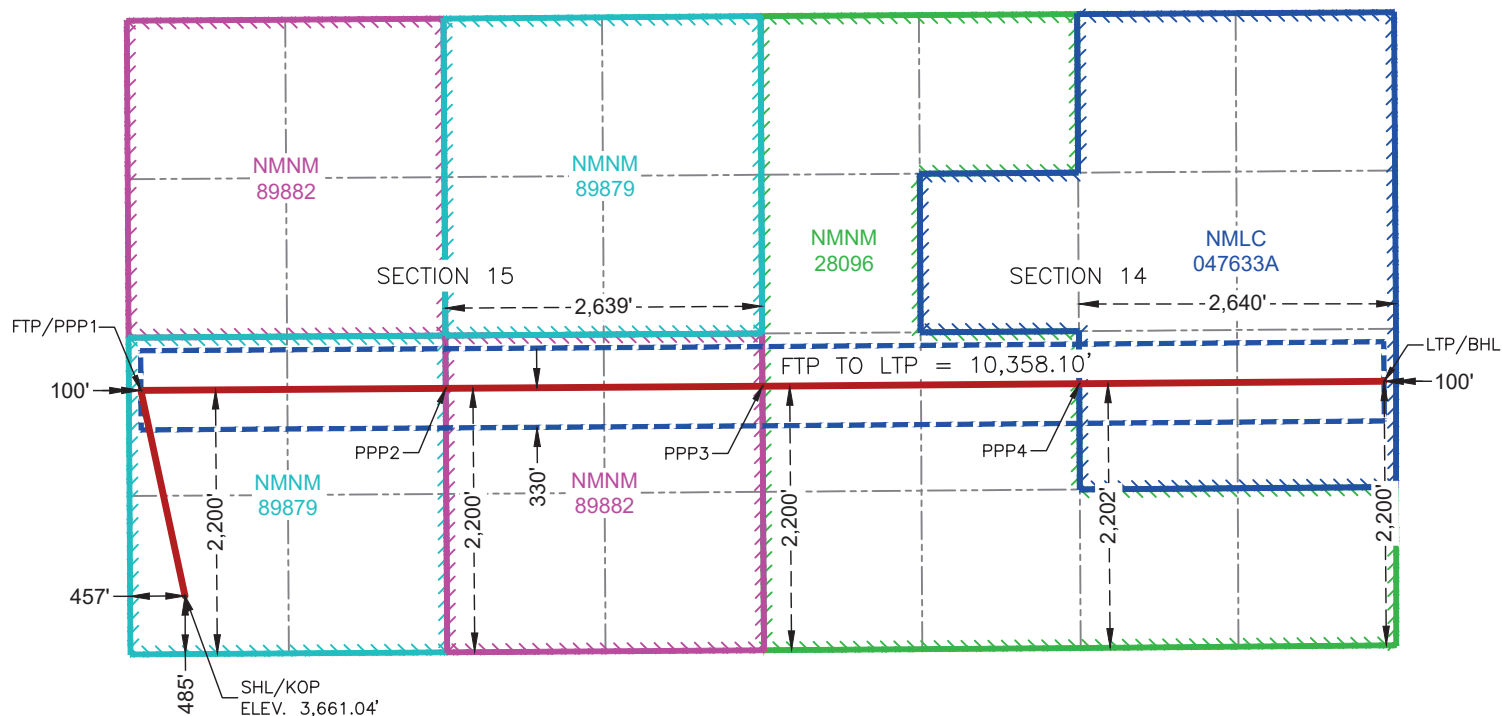 NMNM
89882
NMNM
89879
NMNM
28096
NMLC
047633A
SECTION 15
SECTION 14
2,639'
2,640'
FTP/PPP1
LTP/BHL
FTP TO LTP = 10,358.10'
100'
100'
PPP2
PPP3
PPP4
NMNM
89879
NMNM
89882
2,200'
2,200'
330'
2,200'
2,202'
2,200'
457'
485'
SHL/KOP
ELEV. 3,661.04'